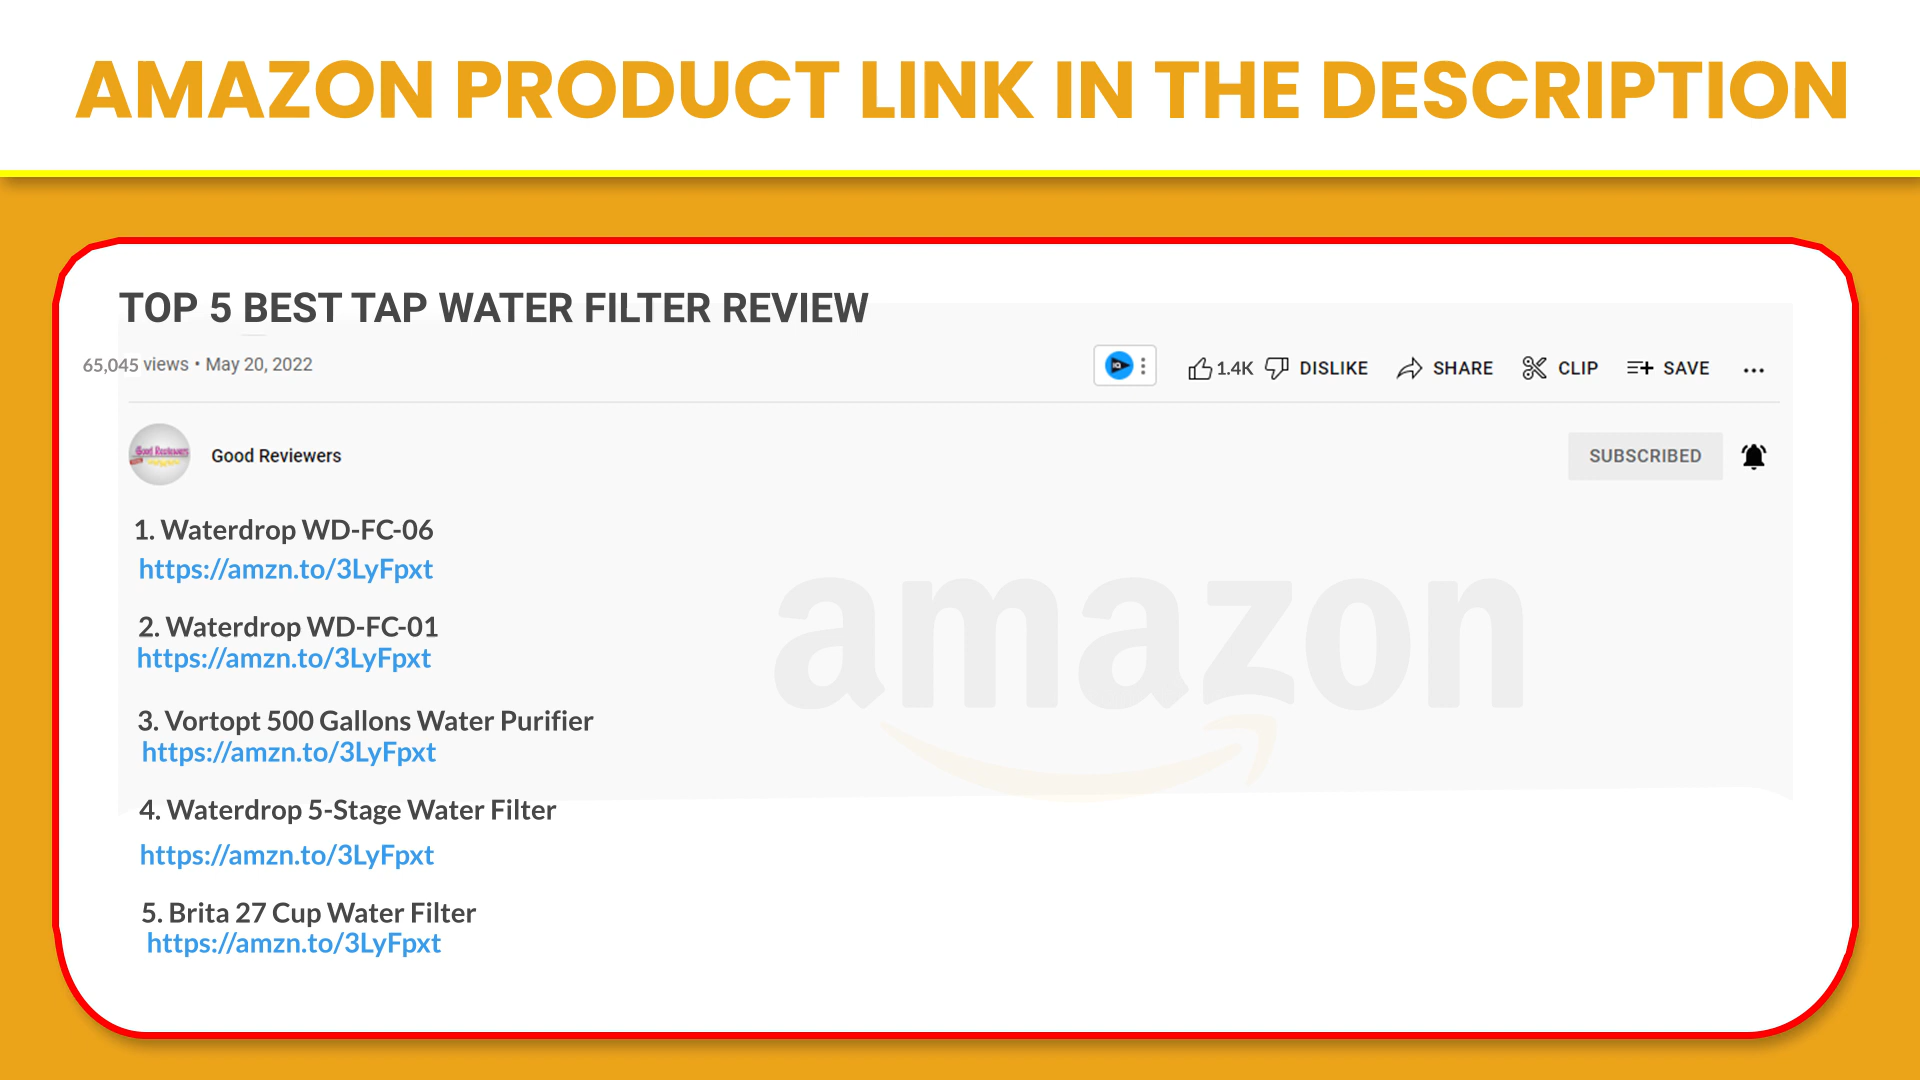 AMAZON PRODUCT LINK IN THE DESCRIPTION
TOP 5 BEST TAP WATER FILTER REVIEW
65,045 views • May 20, 2022
1.4K DISLIKE SHARE CLIP SAVE ...
Good Reviewers
Good Reviewers
SUBSCRIBED
1. Waterdrop WD-FC-06
https://amzn.to/3LyFpxt
2. Waterdrop WD-FC-01
https://amzn.to/3LyFpxt
3. Vortopt 500 Gallons Water Purifier
https://amzn.to/3LyFpxt
4. Waterdrop 5-Stage Water Filter
https://amzn.to/3LyFpxt
5. Brita 27 Cup Water Filter
https://amzn.to/3LyFpxt
amazon